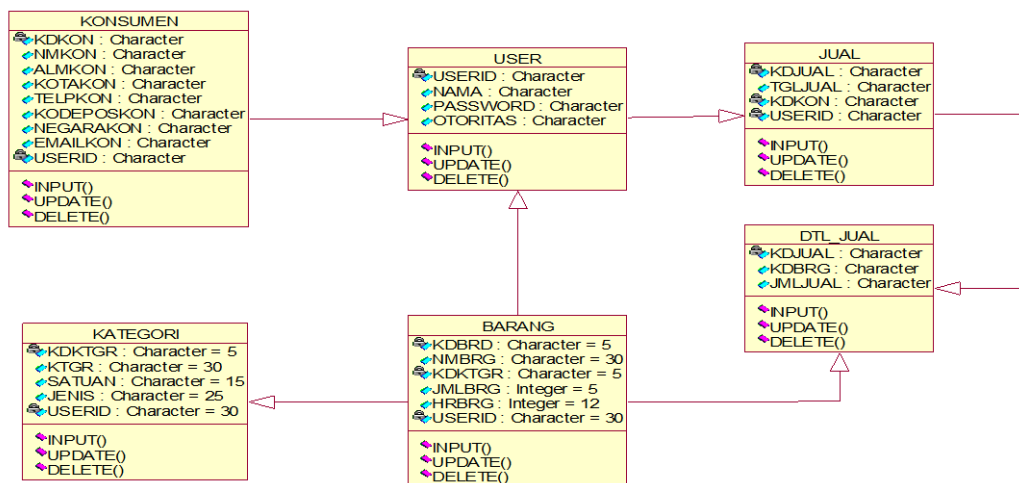 KONSUMEN
KDKON : Character
NMKON : Character
ALMKON : Character
KOTAKON : Character
TELPKON : Character
KODEPOSKON : Character
NEGARAKON : Character
EMAILKON : Character
USERID : Character
INPUT()
UPDATE()
DELETE()
USER
USERID : Character
NAMA : Character
PASSWORD : Character
OTORITAS : Character
INPUT()
UPDATE()
DELETE()
JUAL
KDJUAL : Character
TGLJUAL : Character
KDKON : Character
USERID : Character
INPUT()
UPDATE()
DELETE()
DTL_JUAL
KDJUAL : Character
KDBRG : Character
JMLJUAL : Character
INPUT()
UPDATE()
DELETE()
KATEGORI
KDKTGR : Character = 5
KTGR : Character = 30
SATUAN : Character = 15
JENIS : Character = 25
USERID : Character = 30
INPUT()
UPDATE()
DELETE()
BARANG
KDBRD : Character = 5
NMBRG : Character = 30
KDKTGR : Character = 5
JMLBRG : Integer = 5
HRBRG : Integer = 12
USERID : Character = 30
INPUT()
UPDATE()
DELETE()